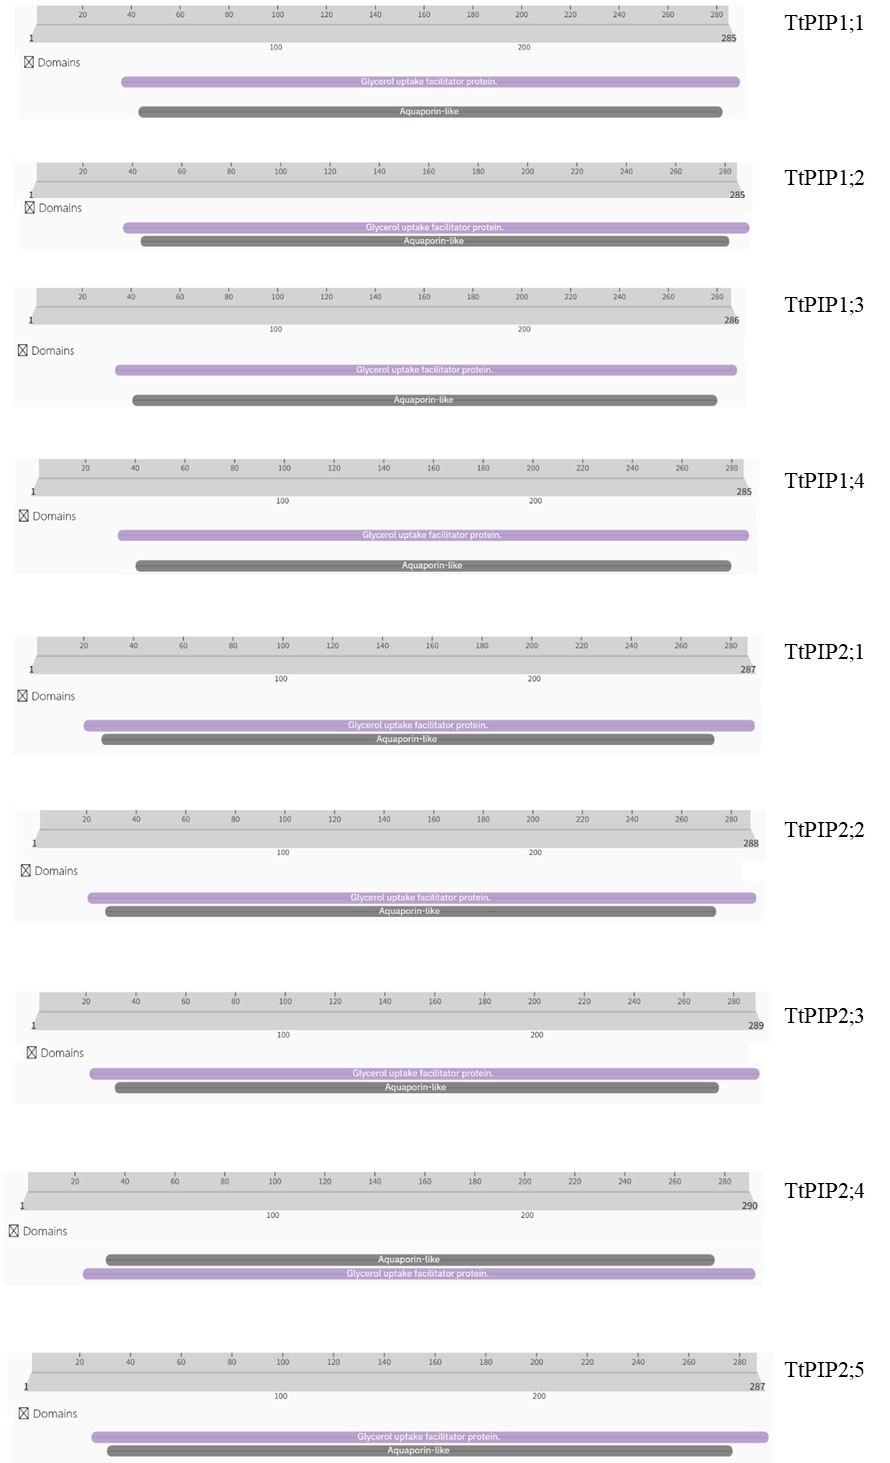 20 40 60 80 100 120 140 160 180 200 220 240 260 280 TtPIP1;1
1 285
100 200
Domains
Glycerol uptake facilitator protein.
Aquaporin-like
20 40 60 80 100 120 140 160 180 200 220 240 260 280 TtPIP1;2
1 285
Domains
Glycerol uptake facilitator protein.
Aquaporin-like
20 40 60 80 100 120 140 160 180 200 220 240 260 280 TtPIP1;3
1 286
100 200
Domains
Glycerol uptake facilitator protein.
Aquaporin-like
20 40 60 80 100 120 140 160 180 200 220 240 260 280 TtPIP1;4
1 285
100 200
Domains
Glycerol uptake facilitator protein.
Aquaporin-like
20 40 60 80 100 120 140 160 180 200 220 240 260 280 TtPIP2;1
1 287
100 200
Domains
Glycerol uptake facilitator protein.
Aquaporin-like
20 40 60 80 100 120 140 160 180 200 220 240 260 280 TtPIP2;2
1 288
100 200
Domains
Glycerol uptake facilitator protein.
Aquaporin-like
20 40 60 80 100 120 140 160 180 200 220 240 260 280 TtPIP2;3
1 289
100 200
Domains
Glycerol uptake facilitator protein.
Aquaporin-like
20 40 60 80 100 120 140 160 180 200 220 240 260 280 TtPIP2;4
1 290
100 200
Domains
Aquaporin-like
Glycerol uptake facilitator protein.
20 40 60 80 100 120 140 160 180 200 220 240 260 280 TtPIP2;5
1 287
100 200
Domains
Glycerol uptake facilitator protein.
Aquaporin-like